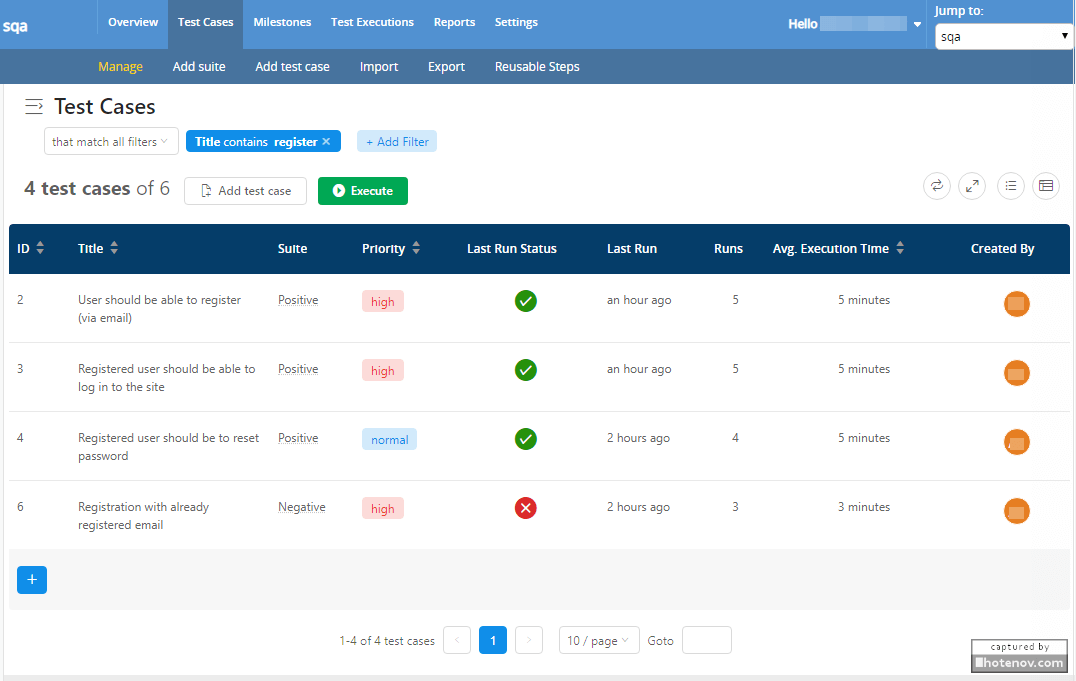 sqa
Overview
Test Cases
Milestones
Test Executions
Reports
Settings
Hello
Jump to:
sqa
Manage
Add suite
Add test case
Import
Export
Reusable Steps
Test Cases
that match all filters
Title contains register ×
+ Add Filter
4 test cases of 6
Add test case
Execute
ID Title Suite Priority Last Run Status Last Run Runs Avg. Execution Time Created By
2 User should be able to register Positive high an hour ago 5 5 minutes
(via email)
3 Registered user should be able to Positive high an hour ago 5 5 minutes
log in to the site
4 Registered user should be to reset Positive normal 2 hours ago 4 5 minutes
password
6 Registration with already Negative high 2 hours ago 3 3 minutes
registered email
+
1-4 of 4 test cases < 1 > 10 / page Goto
captured by
hotenov.com